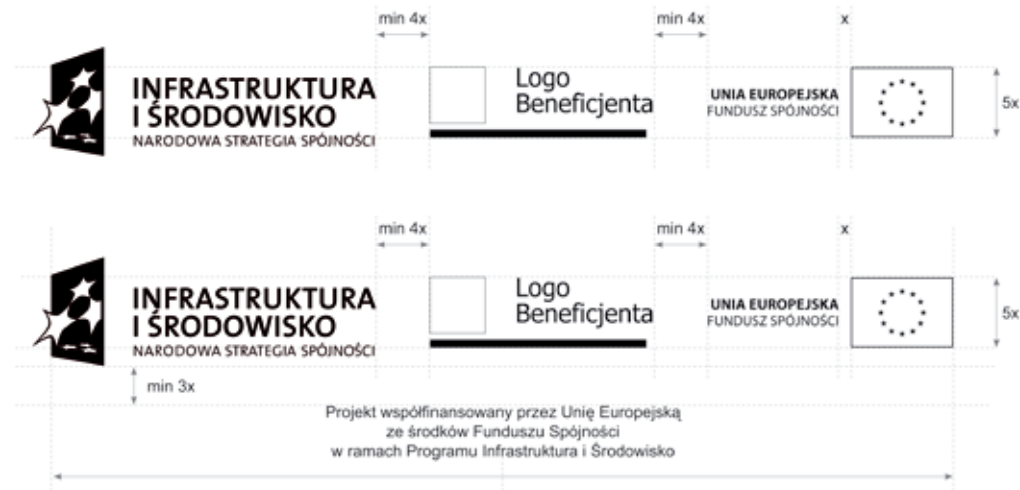 min 4x
min 4x
x
INFRASTRUKTURA
I ŚRODOWISKO
NARODOWA STRATEGIA SPÓJNOŚCI
Logo
Beneficjenta
UNIA EUROPEJSKA
FUNDUSZ SPÓJNOŚCI
5x
min 4x
min 4x
x
INFRASTRUKTURA
I ŚRODOWISKO
NARODOWA STRATEGIA SPÓJNOŚCI
Logo
Beneficjenta
UNIA EUROPEJSKA
FUNDUSZ SPÓJNOŚCI
5x
min 3x
Projekt współfinansowany przez Unię Europejską
ze środków Funduszu Spójności
w ramach Programu Infrastruktura i Środowisko